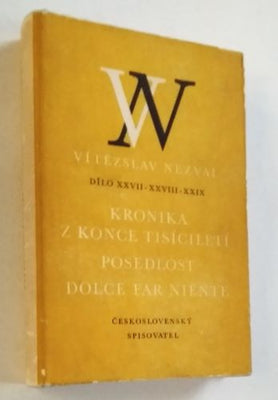 VN
VÍTĚZSLAV NEZVAL
DÍLO XXVII - XXVIII - XXIX
KRONIKA
Z KONCE TISÍCILETÍ
POSEDLOST
DOLCE FAR NIENTE
ČESKOSLOVENSKÝ
SPISOVATEL